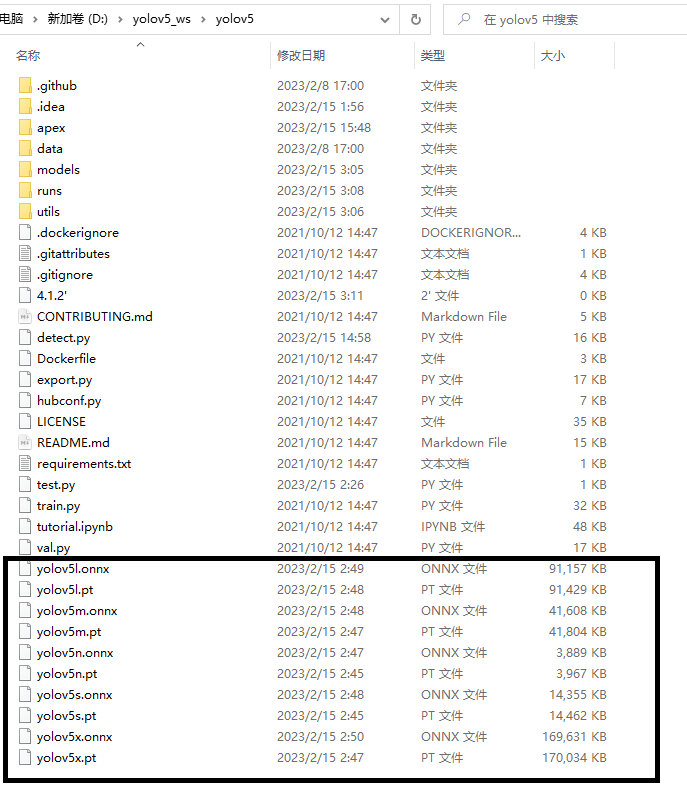 电脑 > 新加卷 (D:) > yolov5_ws > yolov5 在 yolov5 中搜索
名称 修改日期 类型 大小
.github 2023/2/8 17:00 文件夹
.idea 2023/2/15 1:56 文件夹
apex 2023/2/15 15:48 文件夹
data 2023/2/8 17:00 文件夹
models 2023/2/15 3:05 文件夹
runs 2023/2/15 3:08 文件夹
utils 2023/2/15 3:06 文件夹
.dockerignore 2021/10/12 14:47 DOCKERIGNOR... 4 KB
.gitattributes 2021/10/12 14:47 文本文档 1 KB
.gitignore 2021/10/12 14:47 文本文档 4 KB
4.1.2' 2023/2/15 3:11 2' 文件 0 KB
CONTRIBUTING.md 2021/10/12 14:47 Markdown File 5 KB
detect.py 2023/2/15 14:58 PY 文件 16 KB
Dockerfile 2021/10/12 14:47 文件 3 KB
export.py 2021/10/12 14:47 PY 文件 17 KB
hubconf.py 2021/10/12 14:47 PY 文件 7 KB
LICENSE 2021/10/12 14:47 文件 35 KB
README.md 2021/10/12 14:47 Markdown File 15 KB
requirements.txt 2021/10/12 14:47 文本文档 1 KB
test.py 2023/2/15 2:26 PY 文件 1 KB
train.py 2021/10/12 14:47 PY 文件 32 KB
tutorial.ipynb 2021/10/12 14:47 IPYNB 文件 48 KB
val.py 2021/10/12 14:47 PY 文件 17 KB
yolov5l.onnx 2023/2/15 2:49 ONNX 文件 91,157 KB
yolov5l.pt 2023/2/15 2:48 PT 文件 91,429 KB
yolov5m.onnx 2023/2/15 2:48 ONNX 文件 41,608 KB
yolov5m.pt 2023/2/15 2:47 PT 文件 41,804 KB
yolov5n.onnx 2023/2/15 2:47 ONNX 文件 3,889 KB
yolov5n.pt 2023/2/15 2:45 PT 文件 3,967 KB
yolov5s.onnx 2023/2/15 2:48 ONNX 文件 14,355 KB
yolov5s.pt 2023/2/15 2:45 PT 文件 14,462 KB
yolov5x.onnx 2023/2/15 2:50 ONNX 文件 169,631 KB
yolov5x.pt 2023/2/15 2:47 PT 文件 170,034 KB